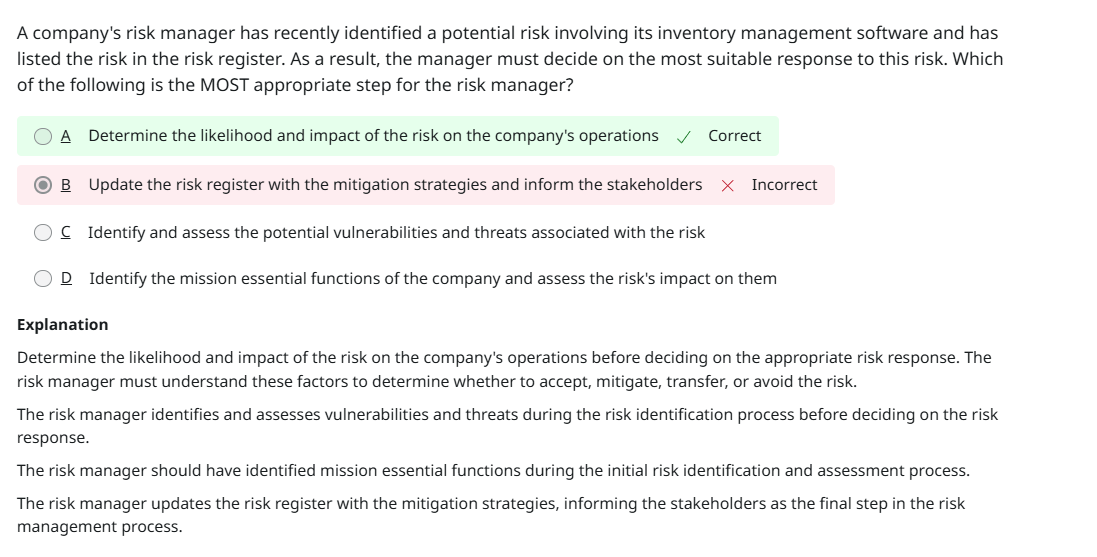 A company's risk manager has recently identified a potential risk involving its inventory management software and has
listed the risk in the risk register. As a result, the manager must decide on the most suitable response to this risk. Which
of the following is the MOST appropriate step for the risk manager?
A Determine the likelihood and impact of the risk on the company's operations ✓ Correct
B Update the risk register with the mitigation strategies and inform the stakeholders ✕ Incorrect
C Identify and assess the potential vulnerabilities and threats associated with the risk
D Identify the mission essential functions of the company and assess the risk's impact on them
Explanation
Determine the likelihood and impact of the risk on the company's operations before deciding on the appropriate risk response. The
risk manager must understand these factors to determine whether to accept, mitigate, transfer, or avoid the risk.
The risk manager identifies and assesses vulnerabilities and threats during the risk identification process before deciding on the risk
response.
The risk manager should have identified mission essential functions during the initial risk identification and assessment process.
The risk manager updates the risk register with the mitigation strategies, informing the stakeholders as the final step in the risk
management process.